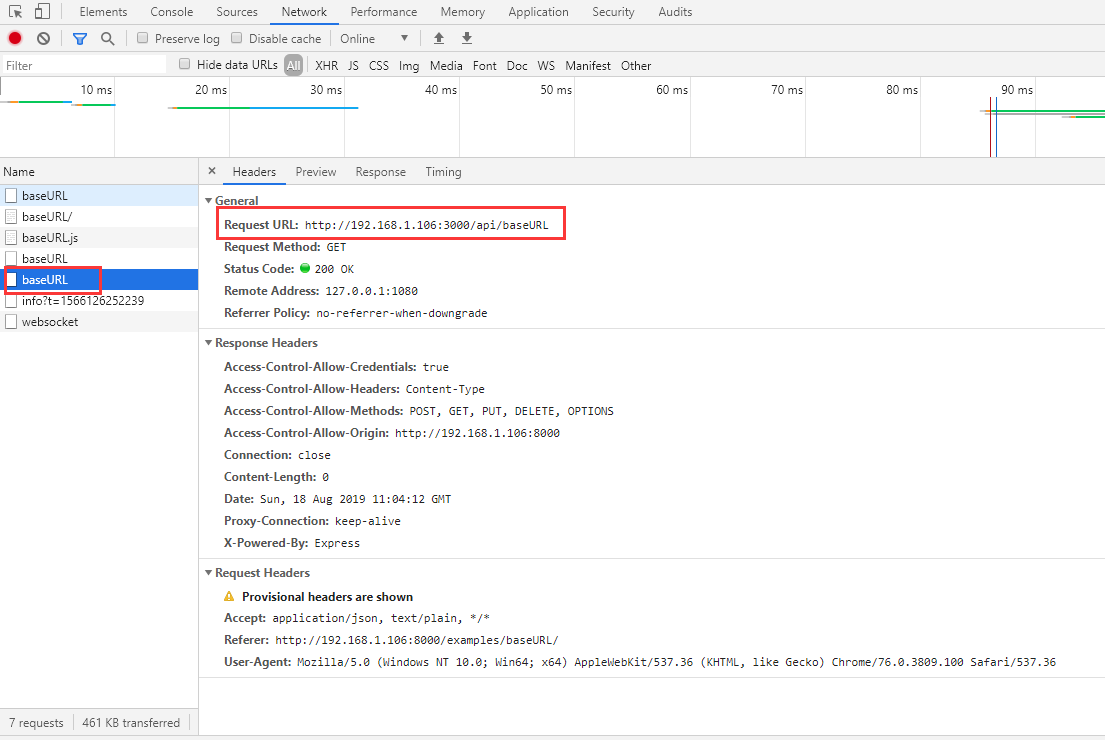 Elements Console Sources Network Performance Memory Application Security Audits
Preserve log Disable cache Online
Filter Hide data URLs All XHR JS CSS Img Media Font Doc WS Manifest Other
10 ms 20 ms 30 ms 40 ms 50 ms 60 ms 70 ms 80 ms 90 ms
Name
baseURL
baseURL/
baseURL.js
baseURL
baseURL
info?t=1566126252239
websocket
7 requests 461 KB transferred
× Headers Preview Response Timing
General
Request URL: http://192.168.1.106:3000/api/baseURL
Request Method: GET
Status Code: 200 OK
Remote Address: 127.0.0.1:1080
Referrer Policy: no-referrer-when-downgrade
Response Headers
Access-Control-Allow-Credentials: true
Access-Control-Allow-Headers: Content-Type
Access-Control-Allow-Methods: POST, GET, PUT, DELETE, OPTIONS
Access-Control-Allow-Origin: http://192.168.1.106:8000
Connection: close
Content-Length: 0
Date: Sun, 18 Aug 2019 11:04:12 GMT
Proxy-Connection: keep-alive
X-Powered-By: Express
Request Headers
Provisional headers are shown
Accept: application/json, text/plain, */*
Referer: http://192.168.1.106:8000/examples/baseURL/
User-Agent: Mozilla/5.0 (Windows NT 10.0; Win64; x64) AppleWebKit/537.36 (KHTML, like Gecko) Chrome/76.0.3809.100 Safari/537.36